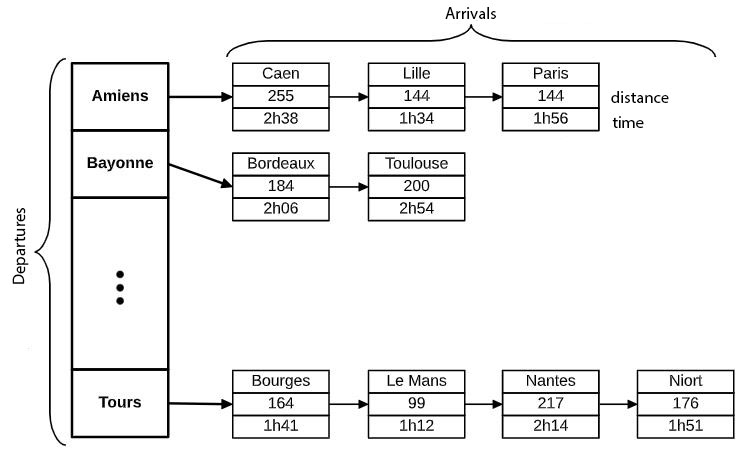 Arrivals
Departures
Amiens
Caen
255
2h38
Lille
144
1h34
Paris
144
1h56
distance
time
Bayonne
Bordeaux
184
2h06
Toulouse
200
2h54
Tours
Bourges
164
1h41
Le Mans
99
1h12
Nantes
217
2h14
Niort
176
1h51